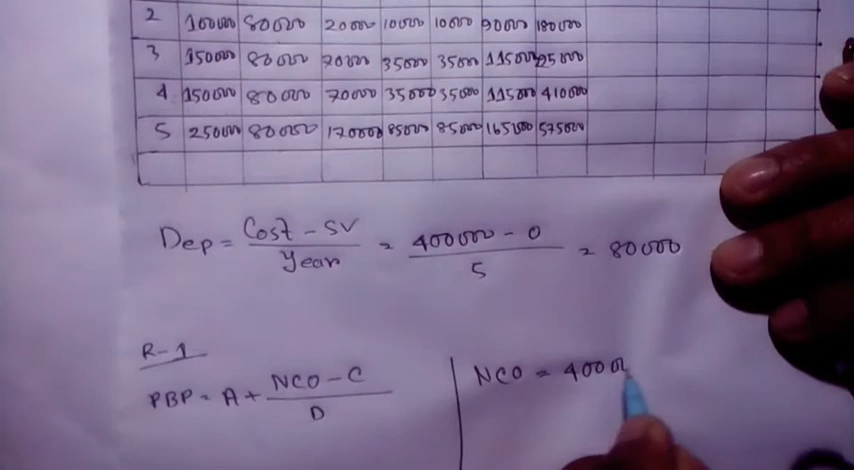 2 100000 80000 20000 10000 10000 90000 180000
3 150000 80000 70000 35000 35000 115000 295000
4 150000 80000 70000 35000 35000 115000 410000
5 250000 80000 170000 85000 85000 165000 575000
Dep = Cost - SV / Year = 400000 - 0 / 5 = 80000
R-1
PBP = A + NCO - C / D
NCO = 40000